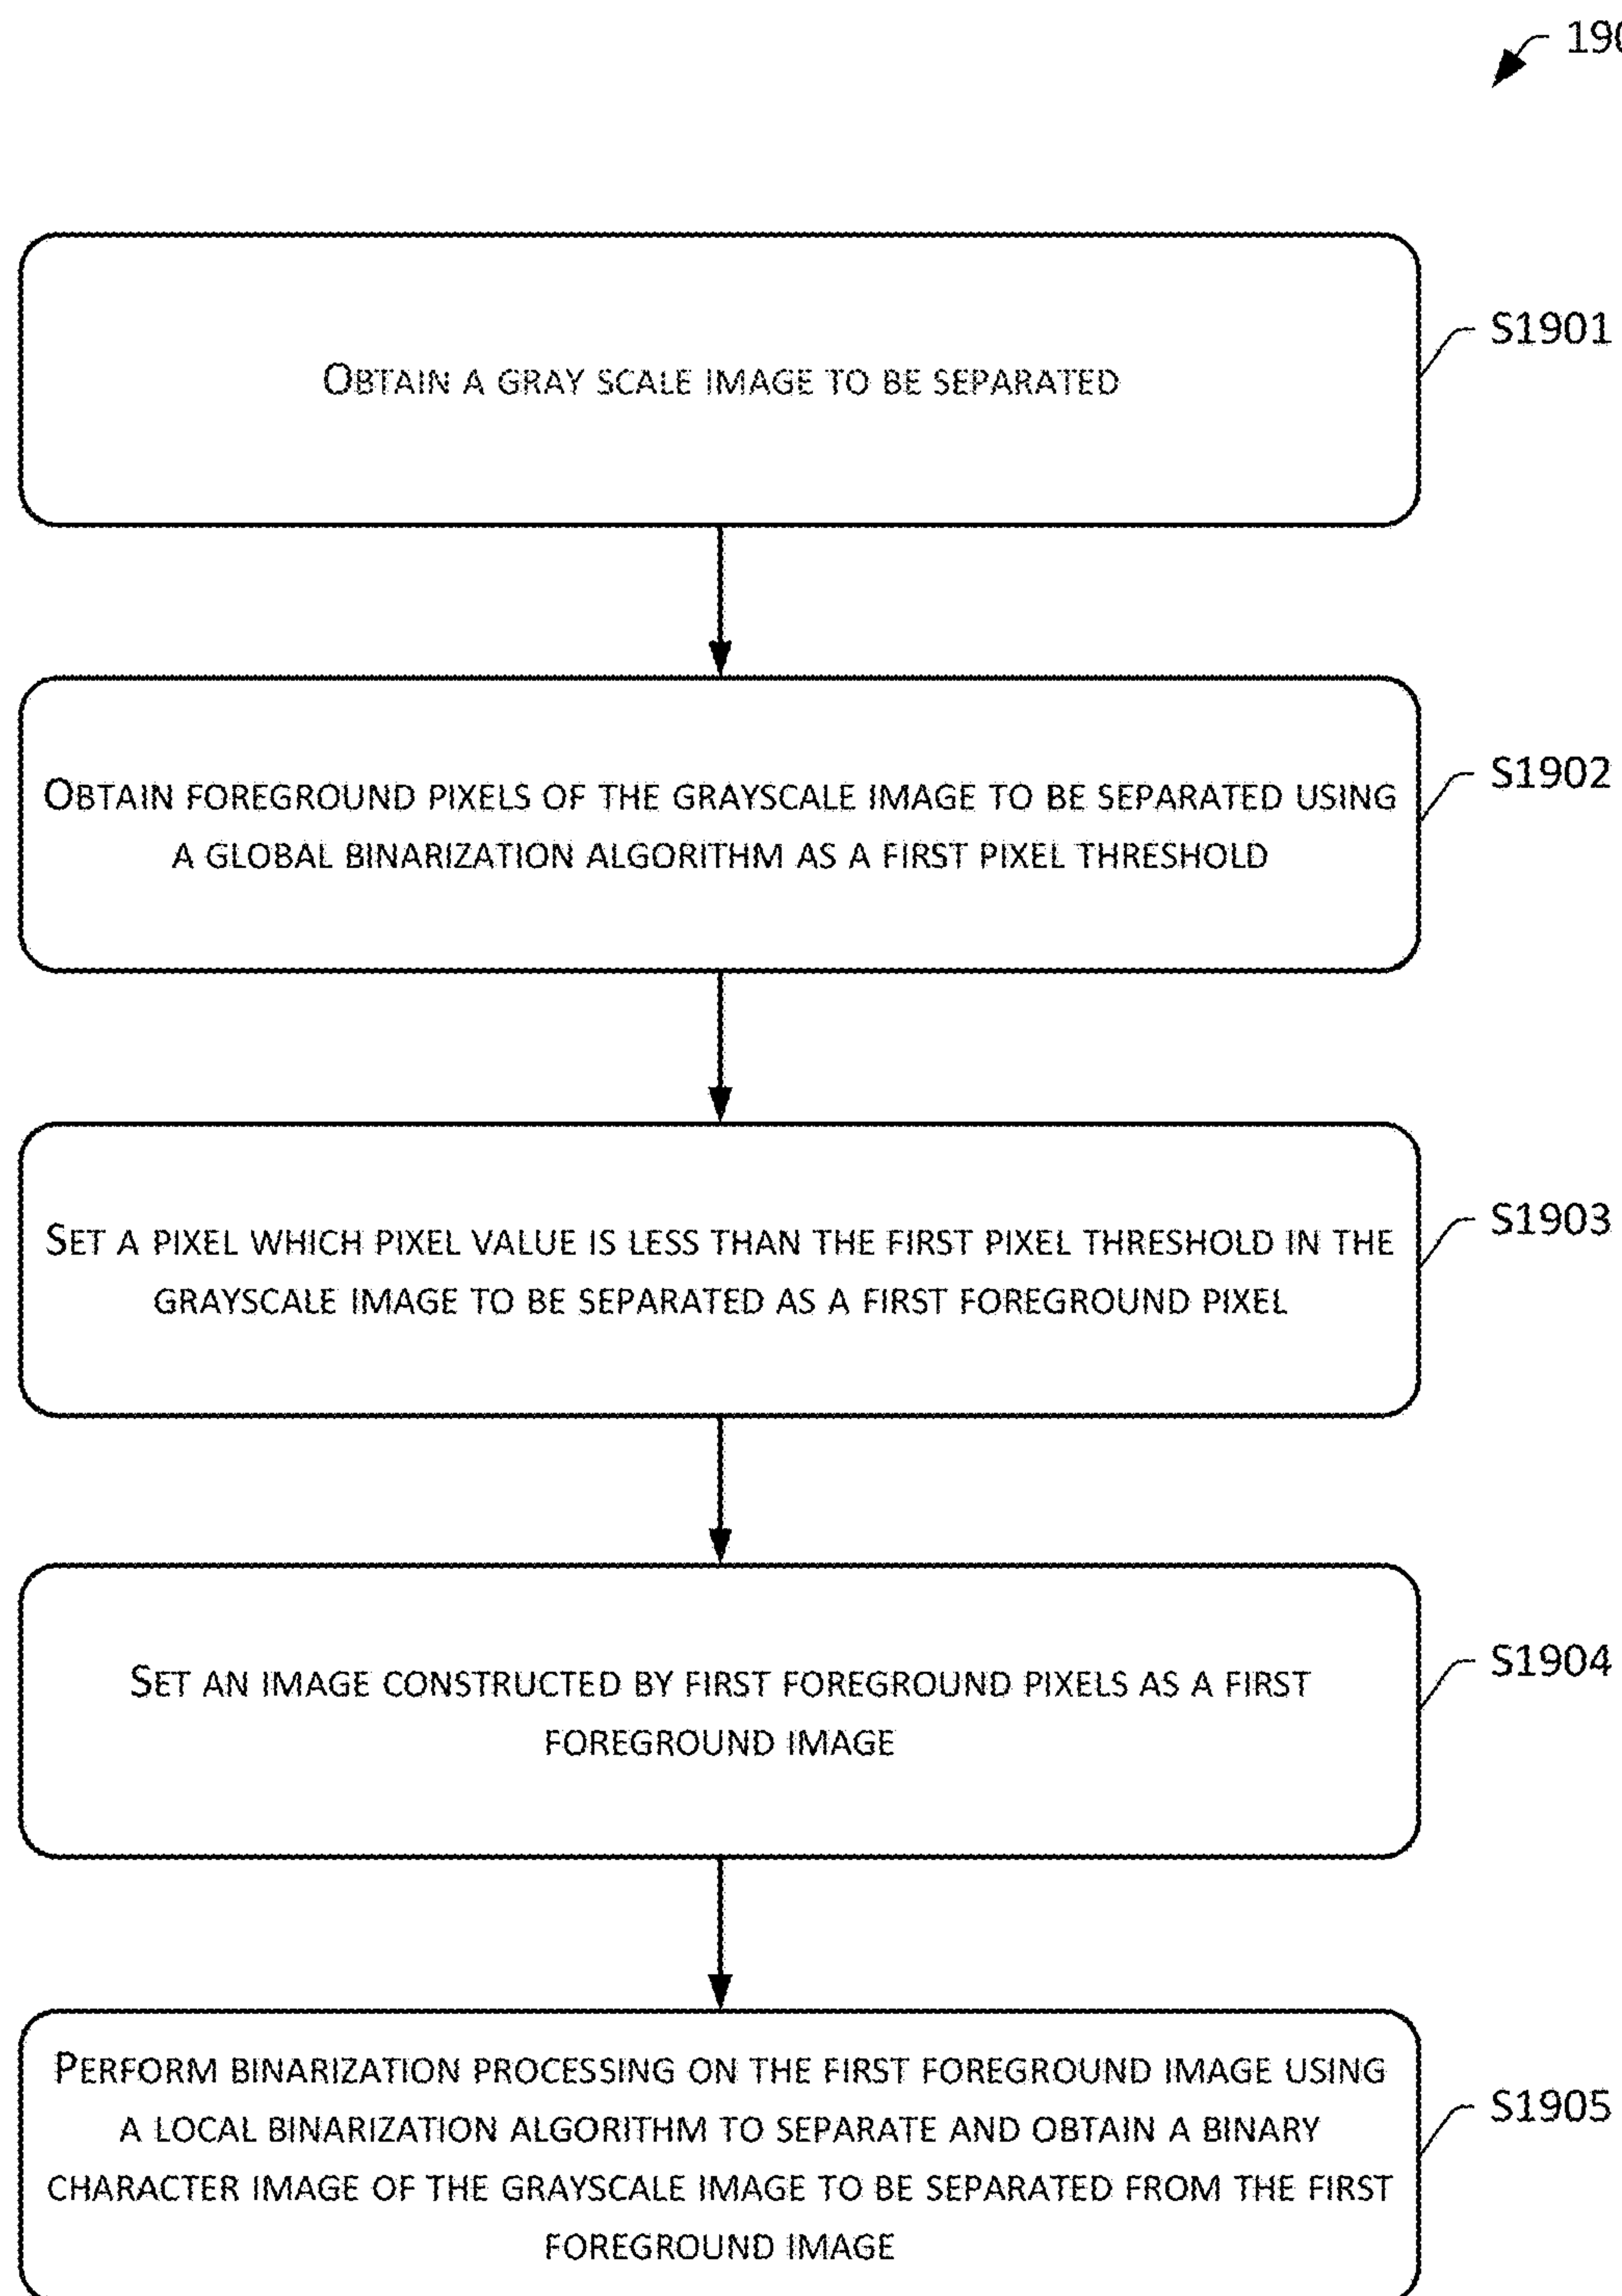 OBTAIN A GRAY SCALE IMAGE TO BE SEPARATED
S1901
OBTAIN FOREGROUND PIXELS OF THE GRAYSCALE IMAGE TO BE SEPARATED USING
A GLOBAL BINARIZATION ALGORITHM AS A FIRST PIXEL THRESHOLD
S1902
SET A PIXEL WHICH PIXEL VALUE IS LESS THAN THE FIRST PIXEL THRESHOLD IN THE
GRAYSCALE IMAGE TO BE SEPARATED AS A FIRST FOREGROUND PIXEL
S1903
SET AN IMAGE CONSTRUCTED BY FIRST FOREGROUND PIXELS AS A FIRST
FOREGROUND IMAGE
S1904
PERFORM BINARIZATION PROCESSING ON THE FIRST FOREGROUND IMAGE USING
A LOCAL BINARIZATION ALGORITHM TO SEPARATE AND OBTAIN A BINARY
CHARACTER IMAGE OF THE GRAYSCALE IMAGE TO BE SEPARATED FROM THE FIRST
FOREGROUND IMAGE
S1905